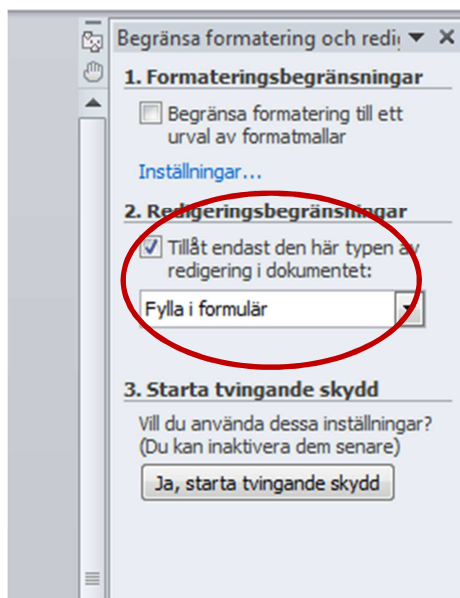 Begränsa formatering och redi
1. Formateringsbegränsningar
Begränsa formatering till ett
urval av formatmallar
Inställningar...
2. Redigeringsbegränsningar
Tillåt endast den här typen av
redigering i dokumentet:
Fylla i formulär
3. Starta tvingande skydd
Vill du använda dessa inställningar?
(Du kan inaktivera dem senare)
Ja, starta tvingande skydd